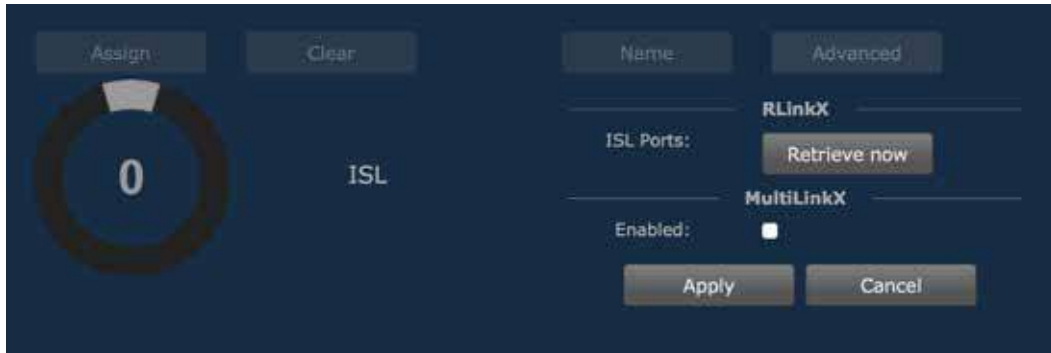 Assign Clear Name Advanced
0
ISL
RLinkX
ISL Ports: Retrieve now
MultiLinkX
Enabled:
Apply Cancel